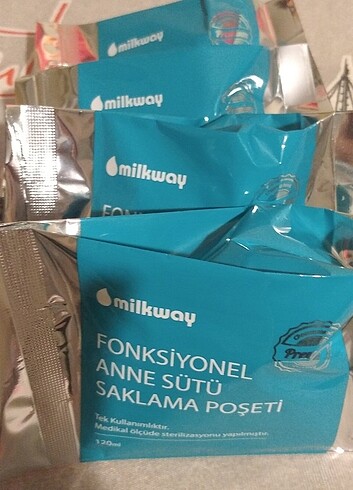 milkway
milkway
milkway
milkway
FONKSİYONEL
ANNE SÜTÜ
SAKLAMA POŞETİ
Tek Kullanımlıktır.
Medikal ölçüde sterilizasyonu yapılmıştır.
120ml